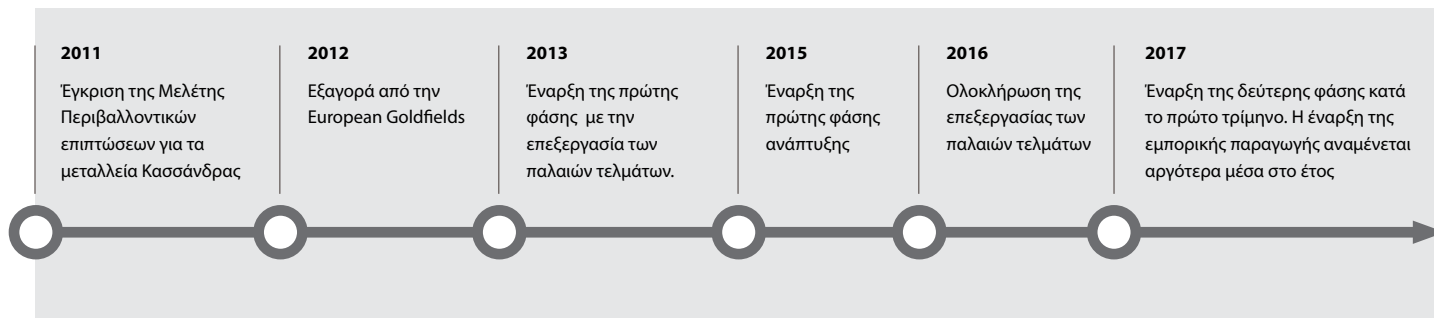 2011
Έγκριση της Μελέτης
Περιβαλλοντικών
επιπτώσεων για τα
μεταλλεία Κασσάνδρας
2012
Εξαγορά από την
European Goldfields
2013
Έναρξη της πρώτης
φάσης με την
επεξεργασία των
παλαιών τελμάτων.
2015
Έναρξη της
πρώτης φάσης
ανάπτυξης
2016
Ολοκλήρωση της
επεξεργασίας των
παλαιών τελμάτων
2017
Έναρξη της δεύτερης φάσης κατά
το πρώτο τρίμηνο. Η έναρξη της
εμπορικής παραγωγής αναμένεται
αργότερα μέσα στο έτος